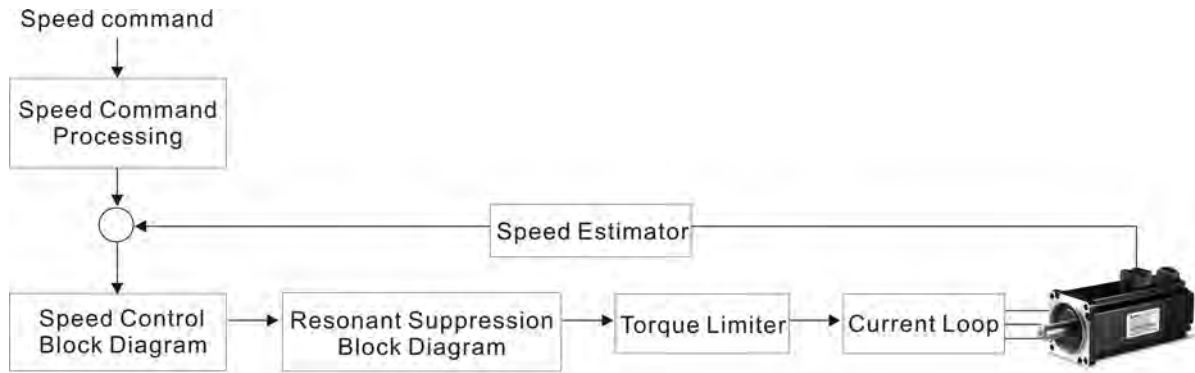 Speed command
Speed Command
Processing
Speed Estimator
Speed Control
Block Diagram
Resonant Suppression
Block Diagram
Torque Limiter
Current Loop